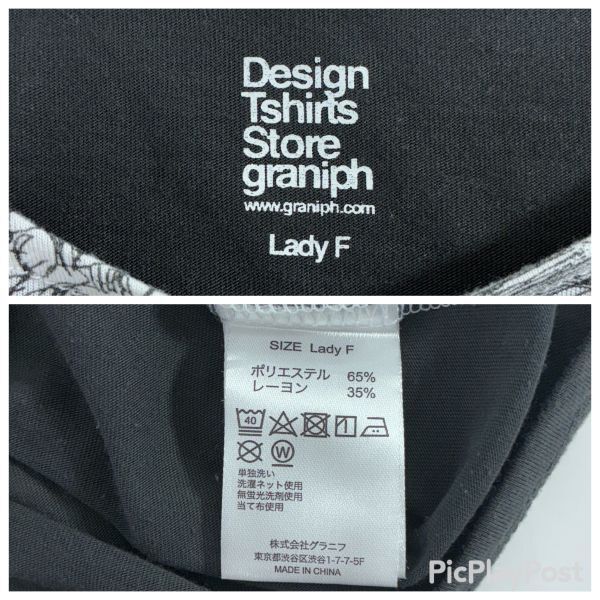 Design
Tshirts
Store
graniph
www.graniph.com
Lady F
SIZE Lady F
ポリエステル 65%
レーヨン 35%
40
W
単独洗い
洗濯ネット使用
無蛍光洗剤使用
当て布使用
株式会社グラニフ
東京都渋谷区渋谷1-7-7-5F
MADE IN CHINA
PicPlayPost